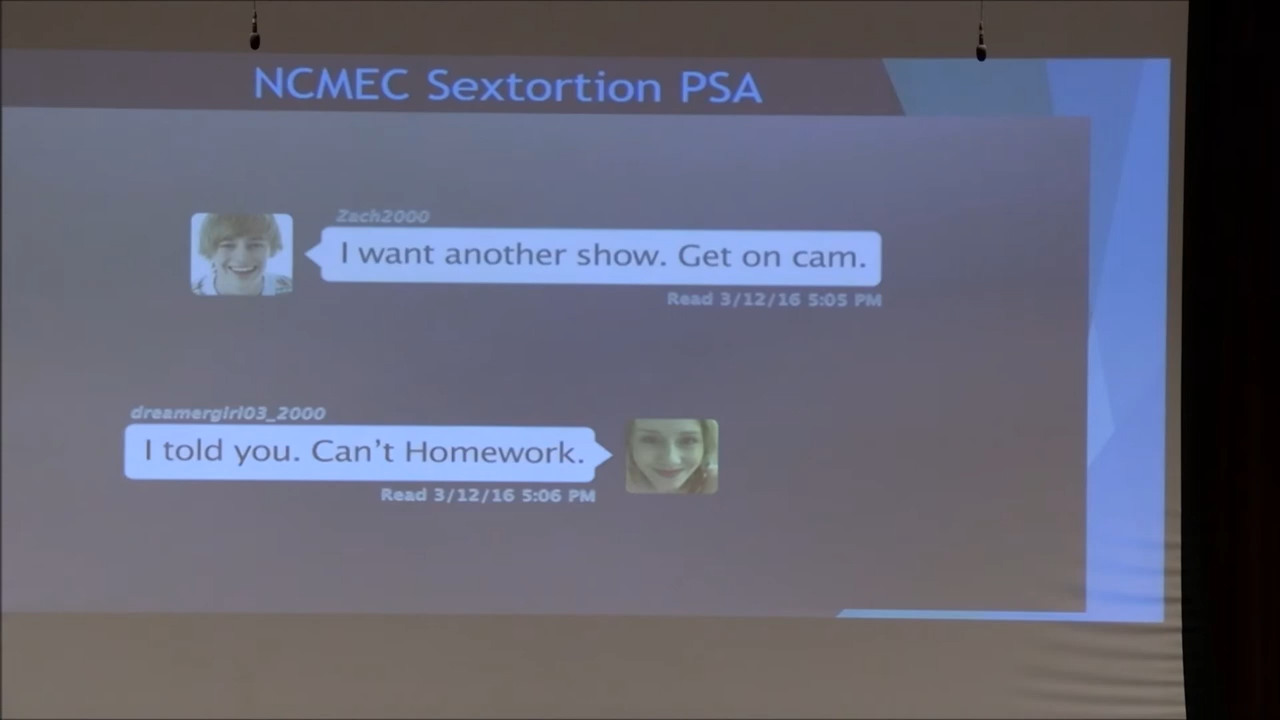 NCMEC Sextortion PSA
Zach2000
I want another show. Get on cam.
Read 3/12/16 5:05 PM
dreamergirl03_2000
I told you. Can't Homework.
Read 3/12/16 5:06 PM